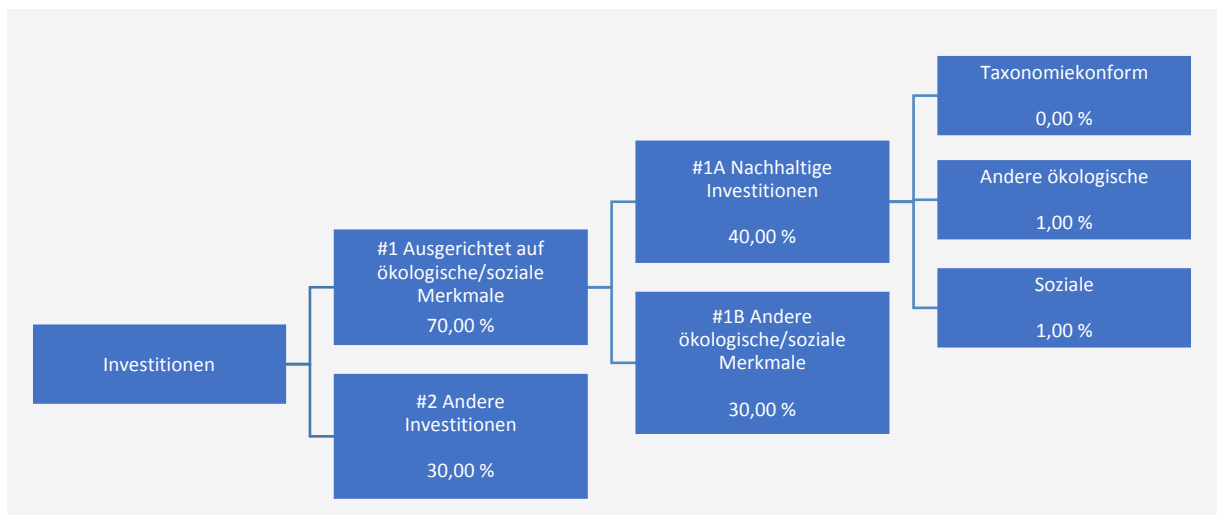 Investitionen
#1 Ausgerichtet auf
ökologische/soziale
Merkmale
70,00 %
#2 Andere
Investitionen
30,00 %
#1A Nachhaltige
Investitionen
40,00 %
#1B Andere
ökologische/soziale
Merkmale
30,00 %
Taxonomiekonform
0,00 %
Andere ökologische
1,00 %
Soziale
1,00 %